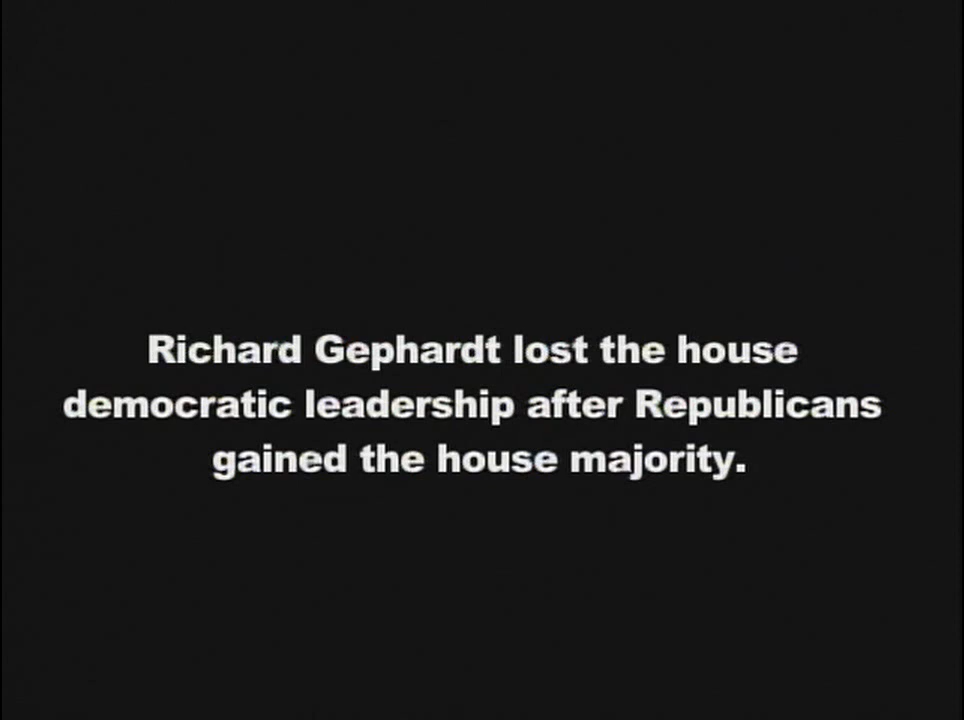 Richard Gephardt lost the house
democratic leadership after Republicans
gained the house majority.